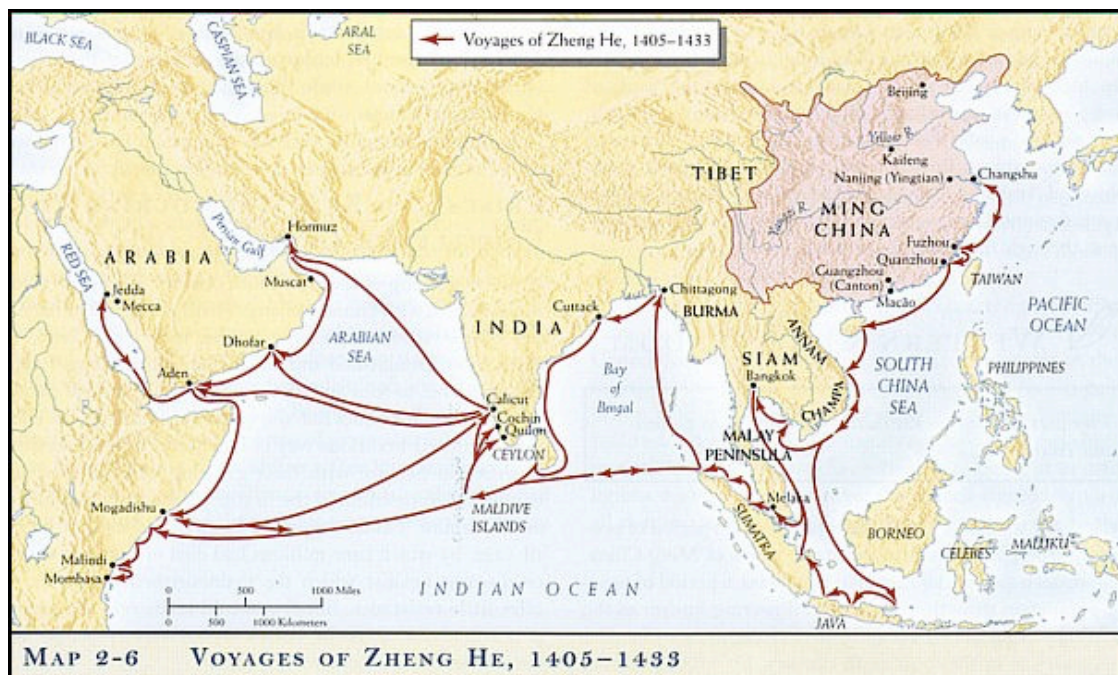 BLACK SEA
CASPIAN SEA
ARAL
SEA
Voyages of Zheng He, 1405–1433
Beijing
Yellow R.
Kaifeng
Nanjing (Yingtian)
Changshu
TIBET
MING
CHINA
Fuzhou
Quanzhou
Guangzhou
(Canton)
Macão
TAIWAN
PACIFIC
OCEAN
Hormuz
Persian Gulf
ARABIA
RED SEA
Muscat
Jedda
Mecca
Dhofar
ARABIAN
SEA
Aden
INDIA
Cuttack
Chittagong
BURMA
Bay
of
Bengal
ANNAM
SIAM
Bangkok
CHAMPA
SOUTH
CHINA
SEA
PHILIPPINES
Calicut
Cochin
Quilon
CEYLON
MALAY
PENINSULA
MALDIVE
ISLANDS
Melaka
SUMATRA
BORNEO
CELEBES
MALUKU
Mogadishu
Malindi
Mombasa
0 500 1000 Miles
0 500 1000 Kilometers
INDIAN OCEAN
JAVA
MAP 2-6 VOYAGES OF ZHENG HE, 1405–1433